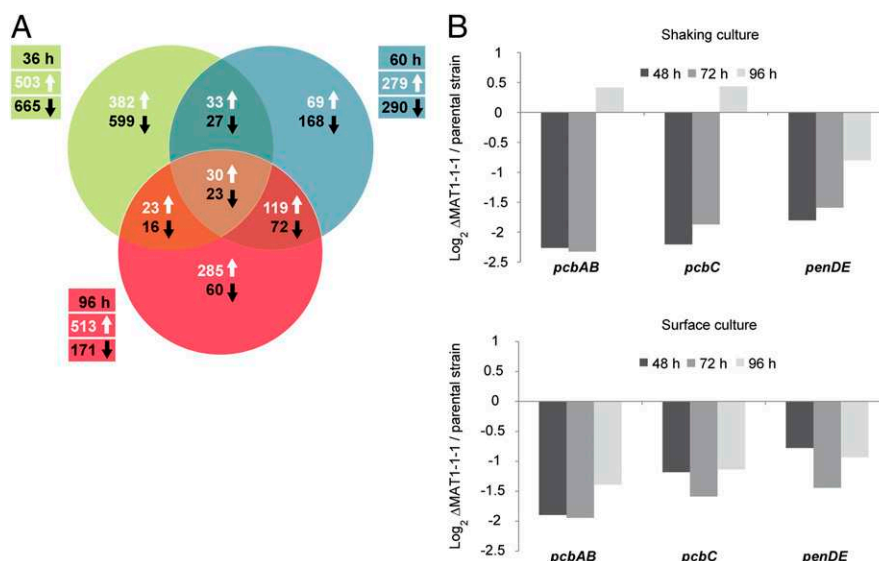 A
36 h
503
665
60 h
279
290
382
599
33
27
69
168
30
23
23
16
119
72
285
60
96 h
513
171
B
Shaking culture
48 h 72 h 96 h
Log2 ΔMAT1-1-1 / parental strain
1
0.5
0
-0.5
-1
-1.5
-2
-2.5
pcbAB pcbC penDE
Surface culture
48 h 72 h 96 h
Log2 ΔMAT1-1-1 / parental strain
1
0.5
0
-0.5
-1
-1.5
-2
-2.5
pcbAB pcbC penDE